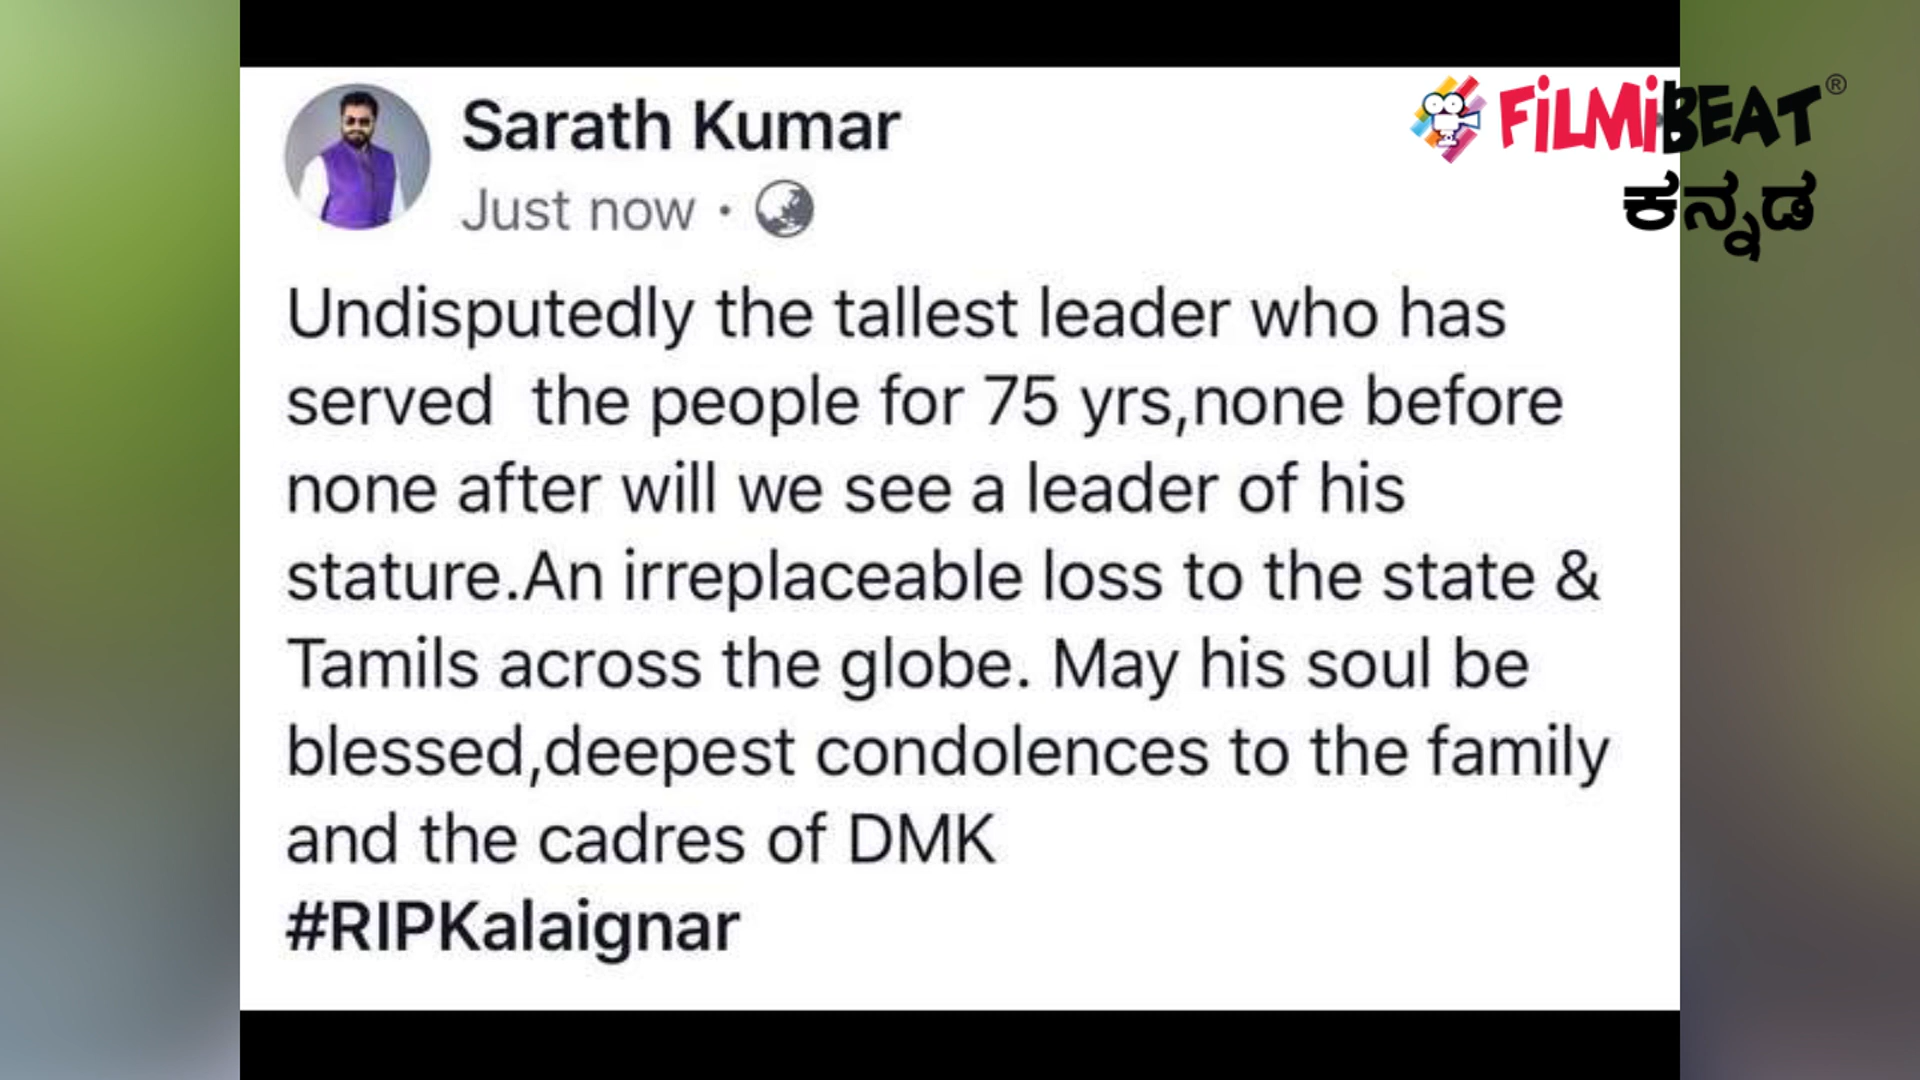 Sarath Kumar
Just now ·
FiLMiBEAT®
ಕನ್ನಡ
Undisputedly the tallest leader who has
served  the people for 75 yrs,none before
none after will we see a leader of his
stature.An irreplaceable loss to the state &
Tamils across the globe. May his soul be
blessed,deepest condolences to the family
and the cadres of DMK
#RIPKalaignar